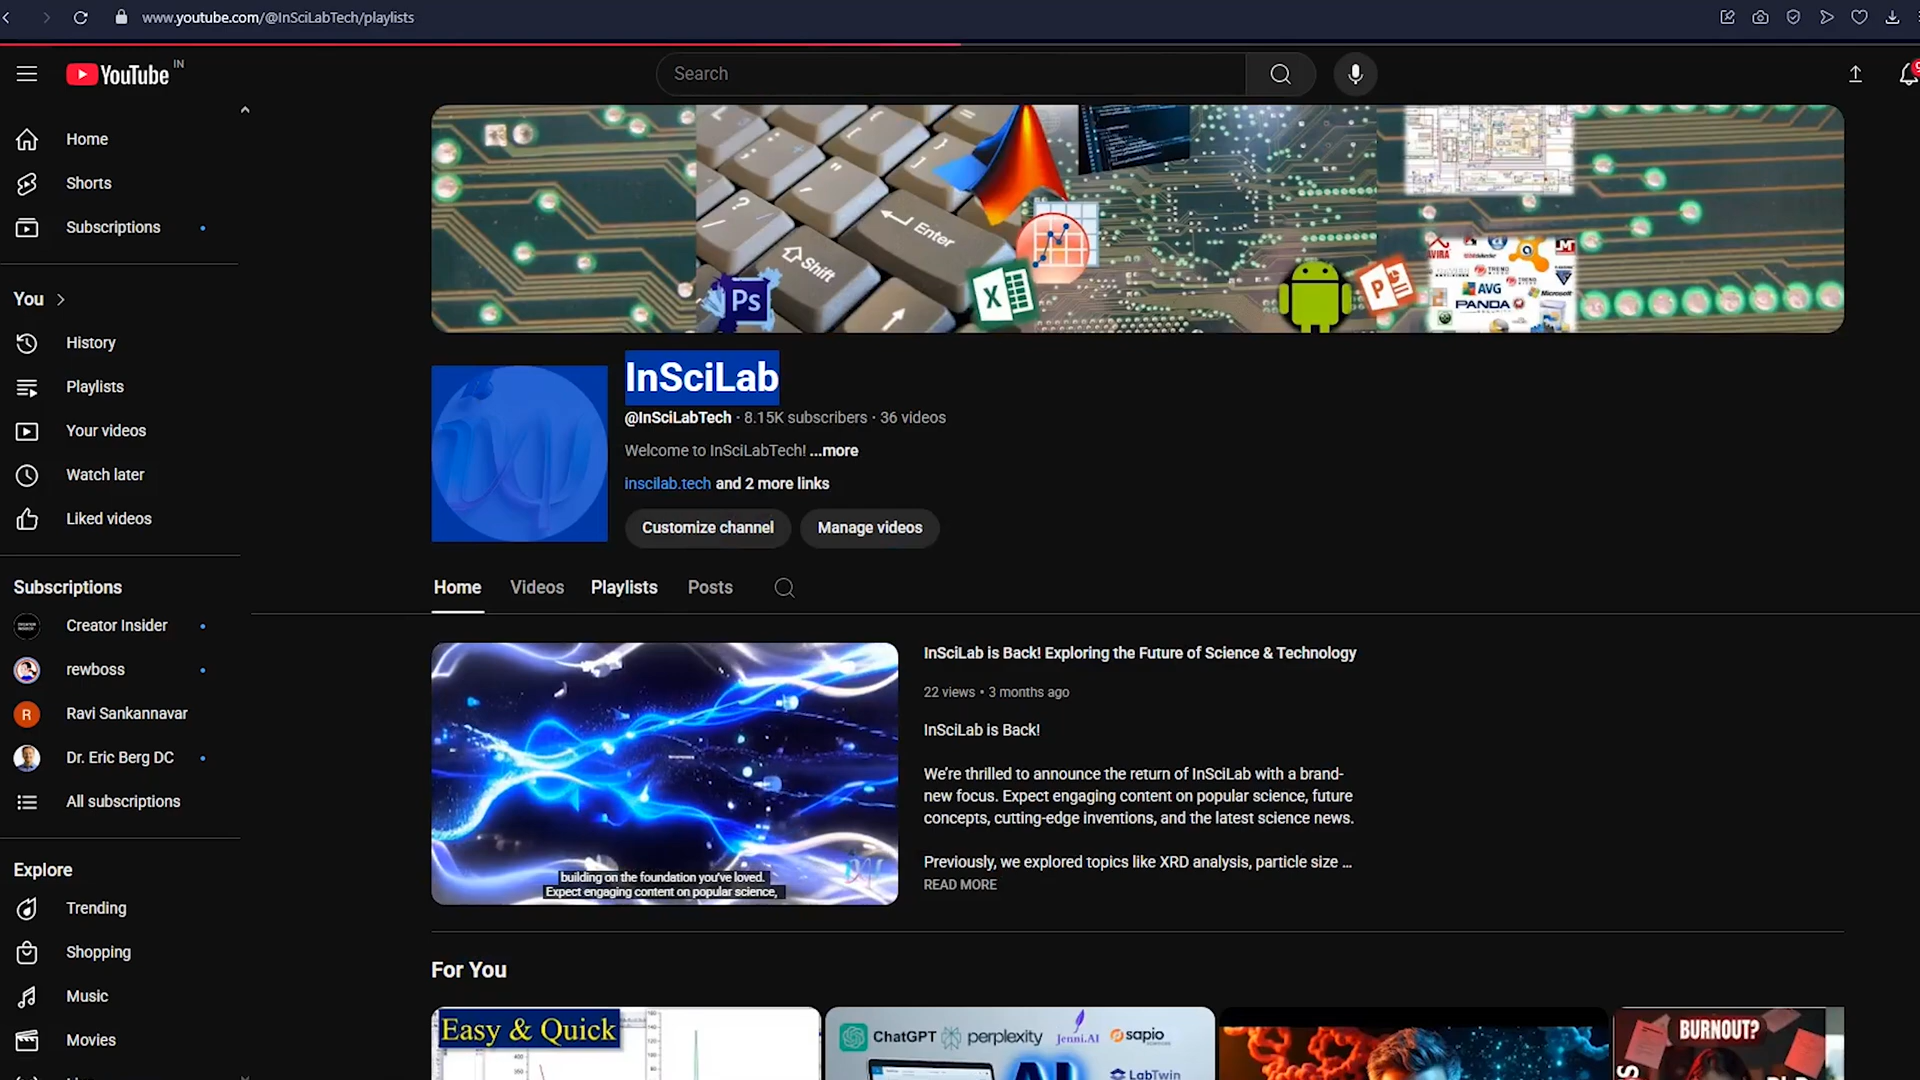 www.youtube.com/@InSciLabTech/playlists
YouTube IN
Search
Home
Shorts
Subscriptions
You
History
Playlists
Your videos
Watch later
Liked videos
Subscriptions
Creator Insider
rewboss
R
Ravi Sankannavar
Dr. Eric Berg DC
All subscriptions
Explore
Trending
Shopping
Music
Movies
Enter
Shift
Ps
X
P
AVIRA
AVG
Microsoft
PANDA
InSciLab
@InSciLabTech · 8.15K subscribers · 36 videos
Welcome to InSciLabTech! ...more
inscilab.tech and 2 more links
Customize channel
Manage videos
Home
Videos
Playlists
Posts
building on the foundation you've loved.
Expect engaging content on popular science,
InSciLab is Back! Exploring the Future of Science & Technology
22 views • 3 months ago
InSciLab is Back!
We're thrilled to announce the return of InSciLab with a brand-
new focus. Expect engaging content on popular science, future
concepts, cutting-edge inventions, and the latest science news.
Previously, we explored topics like XRD analysis, particle size ...
READ MORE
For You
Easy & Quick
ChatGPT
perplexity
Jenni.AI
sapio
AI
LabTwin
BURNOUT?